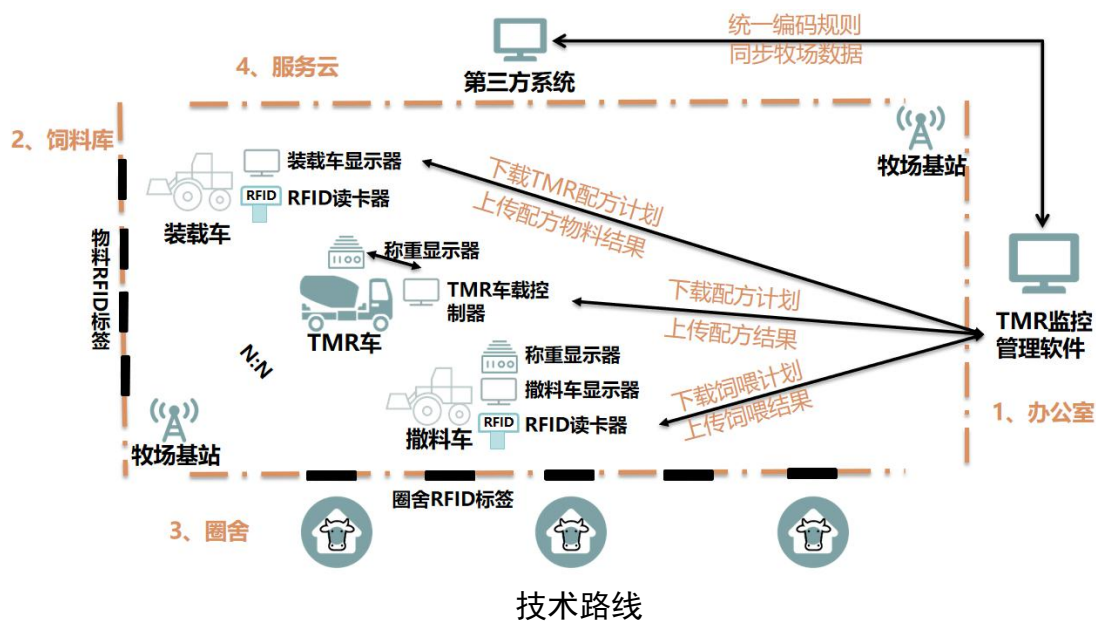 统一编码规则
同步牧场数据
4、服务云
第三方系统
2、饲料库
装载车显示器
RFID
RFID读卡器
装载车
牧场基站
下载TMR配方计划
上传配方物料结果
物料RFID标签
称重显示器
TMR车载控
制器
TMR车
下载配方计划
上传配方结果
TMR监控
管理软件
N:N
称重显示器
撤料车显示器
RFID
RFID读卡器
撤料车
下载饲喂计划
上传饲喂结果
1、办公室
牧场基站
圈舍RFID标签
3、圈舍
技术路线